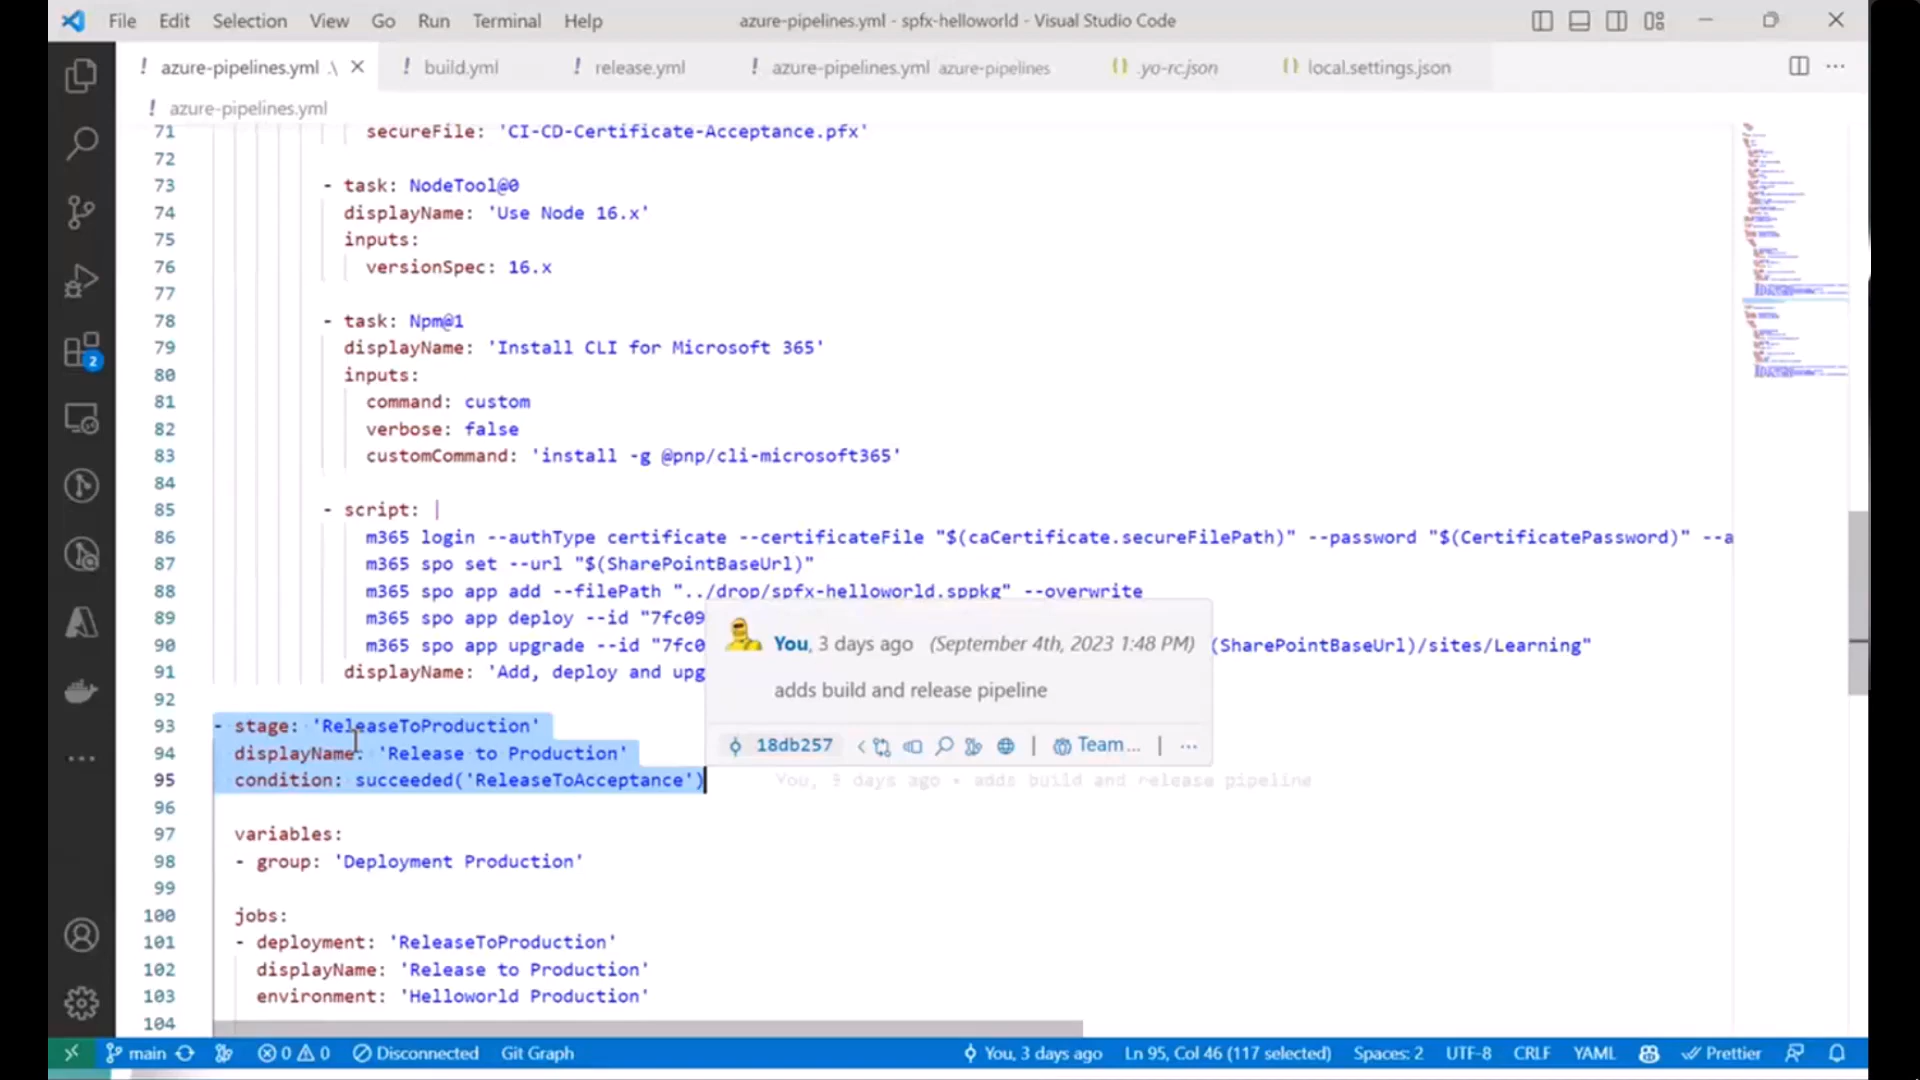 File Edit Selection View Go Run Terminal Help
azure-pipelines.yml - spfx-helloworld - Visual Studio Code
! azure-pipelines.yml .\ ! build.yml ! release.yml ! azure-pipelines.yml azure-pipelines {} .yo-rc.json {} local.settings.json
! azure-pipelines.yml
71 secureFile: 'CI-CD-Certificate-Acceptance.pfx'
72
73 - task: NodeTool@0
74 displayName: 'Use Node 16.x'
75 inputs:
76 versionSpec: 16.x
77
78 - task: Npm@1
79 displayName: 'Install CLI for Microsoft 365'
80 inputs:
81 command: custom
82 verbose: false
83 customCommand: 'install -g @pnp/cli-microsoft365'
84
85 - script: |
86 m365 login --authType certificate --certificateFile "$(caCertificate.secureFilePath)" --password "$(CertificatePassword)" --a
87 m365 spo set --url "$(SharePointBaseUrl)"
88 m365 spo app add --filePath "../drop/spfx-helloworld.sppkg" --overwrite
89 m365 spo app deploy --id "7fc09
90 m365 spo app upgrade --id "7fc0 (SharePointBaseUrl)/sites/Learning"
91 displayName: 'Add, deploy and upg
92
You, 3 days ago (September 4th, 2023 1:48 PM)
adds build and release pipeline
18db257 | Team... | ...
93 - stage: 'ReleaseToProduction'
94 displayName: 'Release to Production'
95 condition: succeeded('ReleaseToAcceptance') You, 3 days ago • adds build and release pipeline
96
97 variables:
98 - group: 'Deployment Production'
99
100 jobs:
101 - deployment: 'ReleaseToProduction'
102 displayName: 'Release to Production'
103 environment: 'Helloworld Production'
104
2
main 0 0 Disconnected Git Graph You, 3 days ago Ln 95, Col 46 (117 selected) Spaces: 2 UTF-8 CRLF YAML Prettier